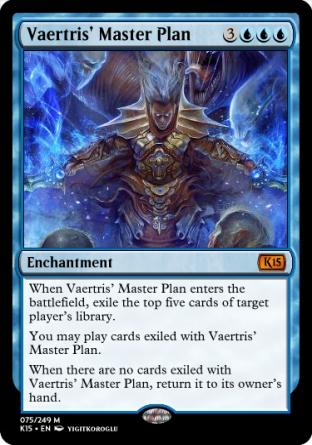 Vaertris' Master Plan 3
Enchantment K15
When Vaertris' Master Plan enters the
battlefield, exile the top five cards of target
player's library.
You may play cards exiled with Vaertris'
Master Plan.
When there are no cards exiled with
Vaertris' Master Plan, return it to its owner's
hand.
075/249 M
K15 • EN YIGITKOROGLU